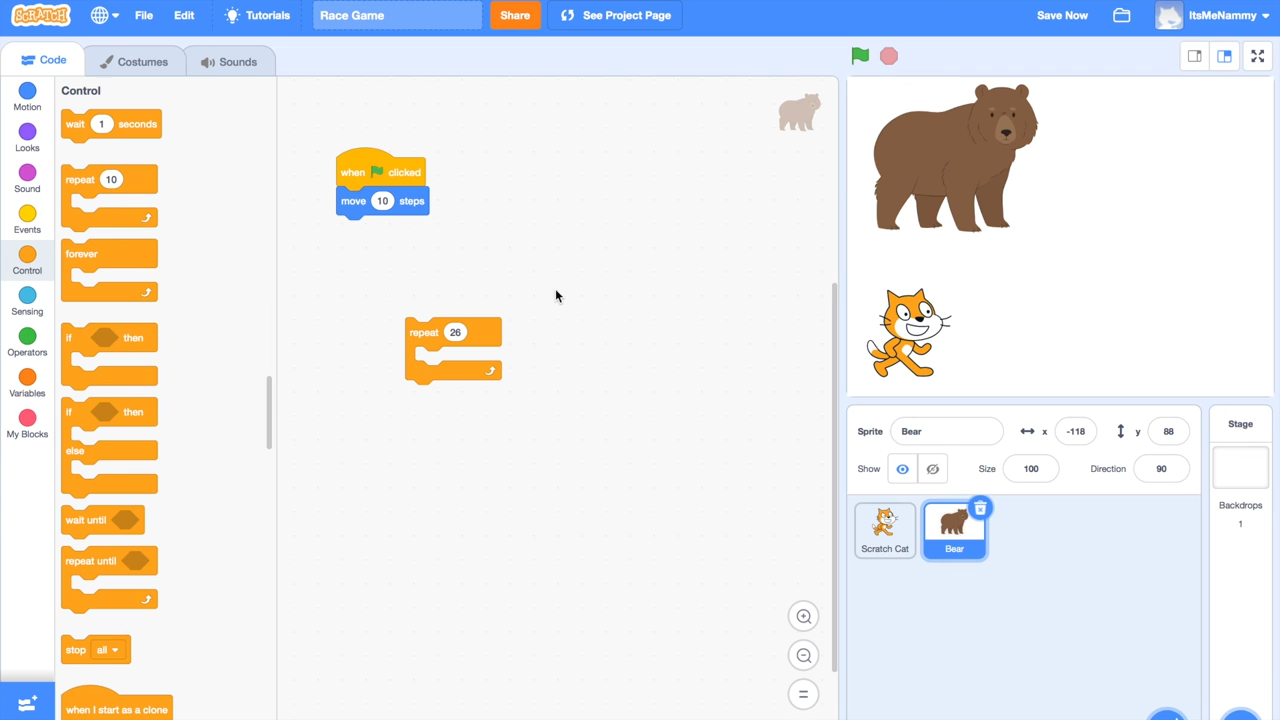 SCRATCH
File
Edit
Tutorials
Race Game
Share
See Project Page
Save Now
ItsMeNammy
Code
Costumes
Sounds
Motion
Looks
Sound
Events
Control
Sensing
Operators
Variables
My Blocks
Control
wait 1 seconds
repeat 10
forever
if then
if then
else
wait until
repeat until
stop all
when I start as a clone
when clicked
move 10 steps
repeat 26
Sprite Bear x -118 y 88
Show Size 100 Direction 90
Scratch Cat
Bear
Stage
Backdrops
1